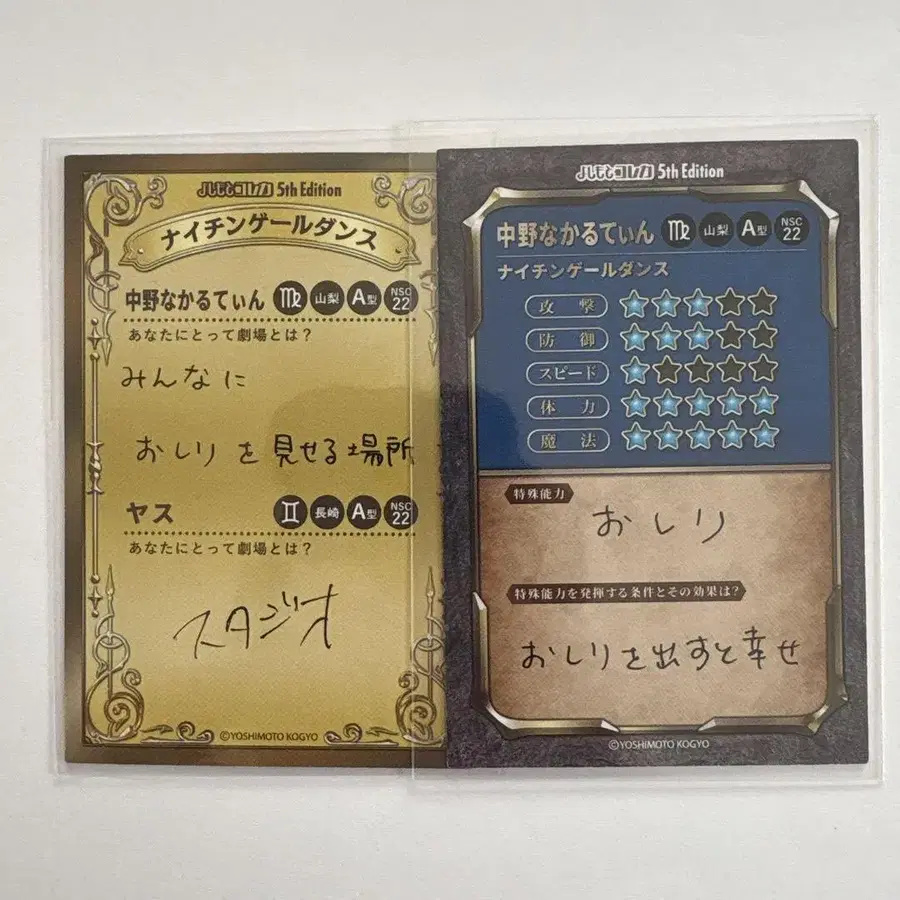 よしもとコレカ 5th Edition
ナイチンゲールダンス
中野なかるてぃん ♍ 山梨 A型 NSC 22
あなたにとって劇場とは？
みんなに
おしりを見せる場所
ヤス ♊ 長崎 A型 NSC 22
あなたにとって劇場とは？
スタジオ
©YOSHIMOTO KOGYO
よしもとコレカ 5th Edition
中野なかるてぃん ♍ 山梨 A型 NSC 22
ナイチンゲールダンス
攻撃
防御
スピード
体力
魔法
特殊能力
おしり
特殊能力を発揮する条件とその効果は？
おしりを出すと幸せ
©YOSHIMOTO KOGYO